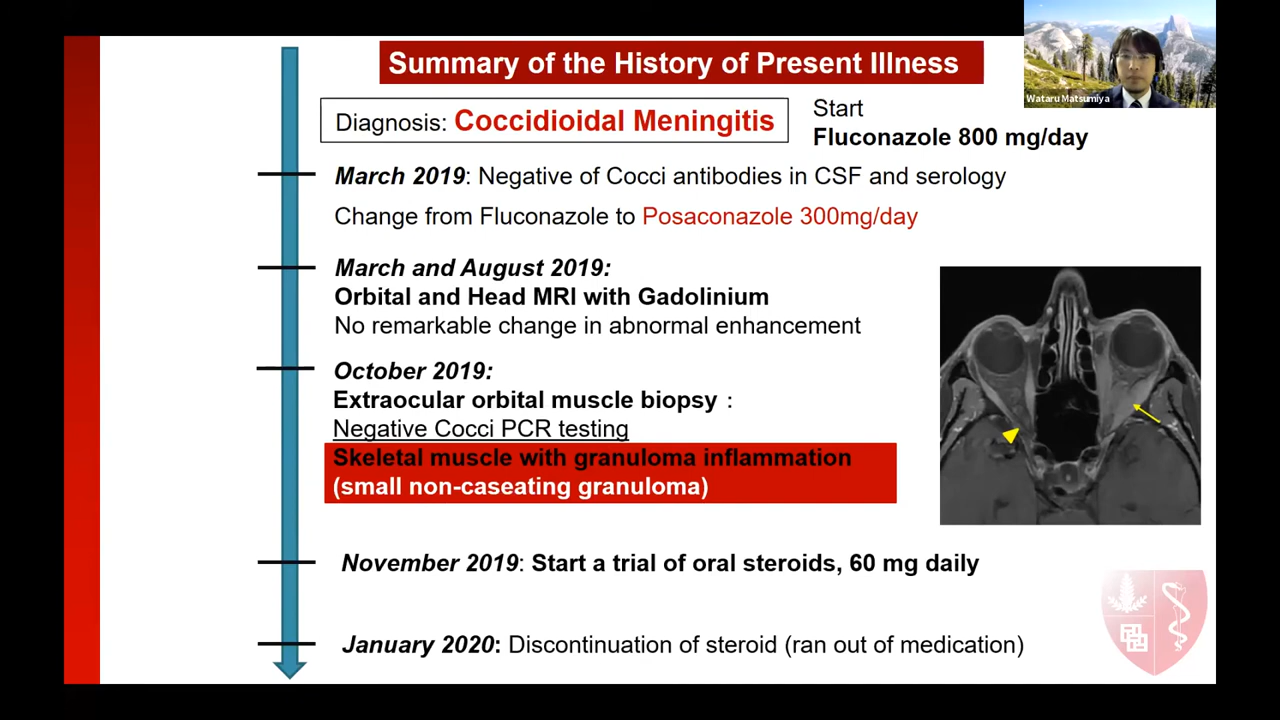 Summary of the History of Present Illness
Wataru Matsumiya
Diagnosis: Coccidioidal Meningitis
Start
Fluconazole 800 mg/day
March 2019: Negative of Cocci antibodies in CSF and serology
Change from Fluconazole to Posaconazole 300mg/day
March and August 2019:
Orbital and Head MRI with Gadolinium
No remarkable change in abnormal enhancement
October 2019:
Extraocular orbital muscle biopsy :
Negative Cocci PCR testing
Skeletal muscle with granuloma inflammation
(small non-caseating granuloma)
November 2019: Start a trial of oral steroids, 60 mg daily
January 2020: Discontinuation of steroid (ran out of medication)